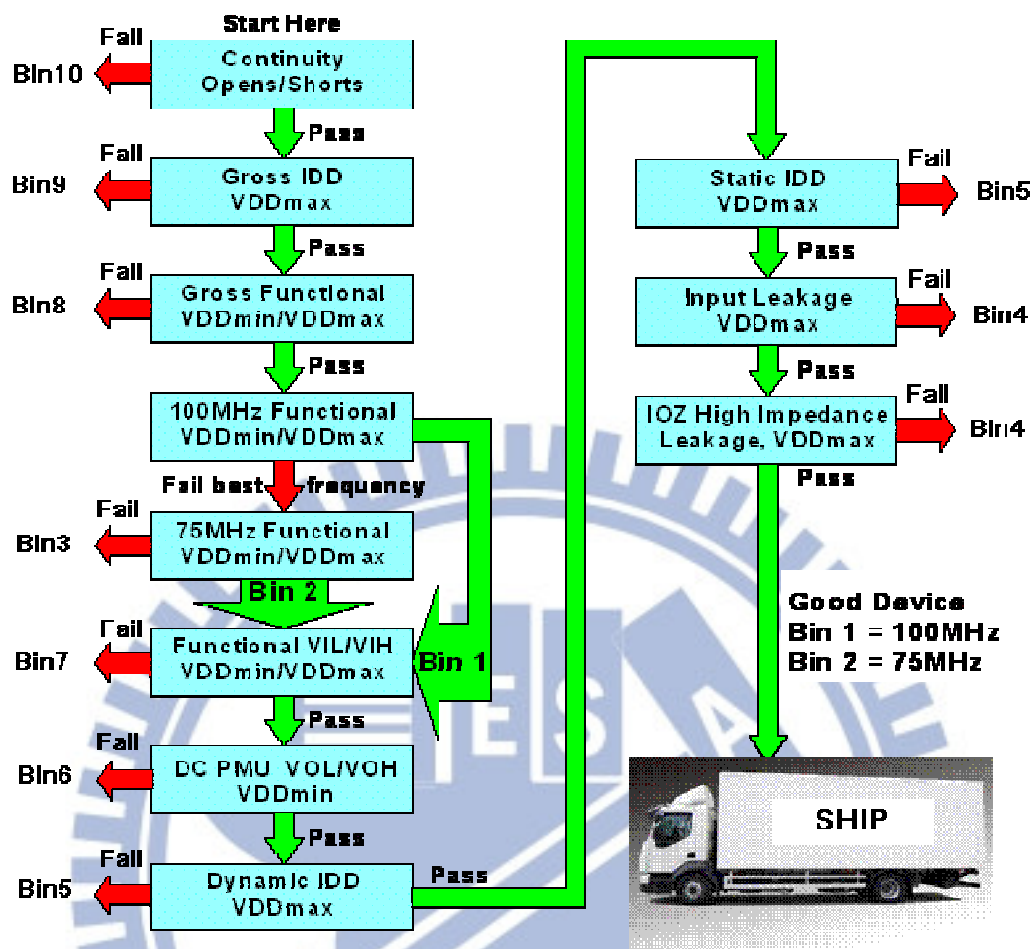 Start Here
Fail
Bin10
Continuity
Opens/Shorts
Pass
Fail
Bin9
Gross IDD
VDDmax
Pass
Fail
Bin8
Gross Functional
VDDmin/VDDmax
Pass
100MHz Functional
VDDmin/VDDmax
Fail best frequency
Fail
Bin3
75MHz Functional
VDDmin/VDDmax
Bin 2
Fail
Bin7
Functional VIL/VIH
VDDmin/VDDmax
Bin 1
Pass
Fail
Bin6
DC PMU VOL/VOH
VDDmin
Pass
Fail
Bin5
Dynamic IDD
VDDmax
Pass
Static IDD
VDDmax
Fail
Bin5
Pass
Input Leakage
VDDmax
Fail
Bin4
Pass
IOZ High Impedance
Leakage, VDDmax
Fail
Bin4
Pass
Good Device
Bin 1 = 100MHz
Bin 2 = 75MHz
SHIP
ESA